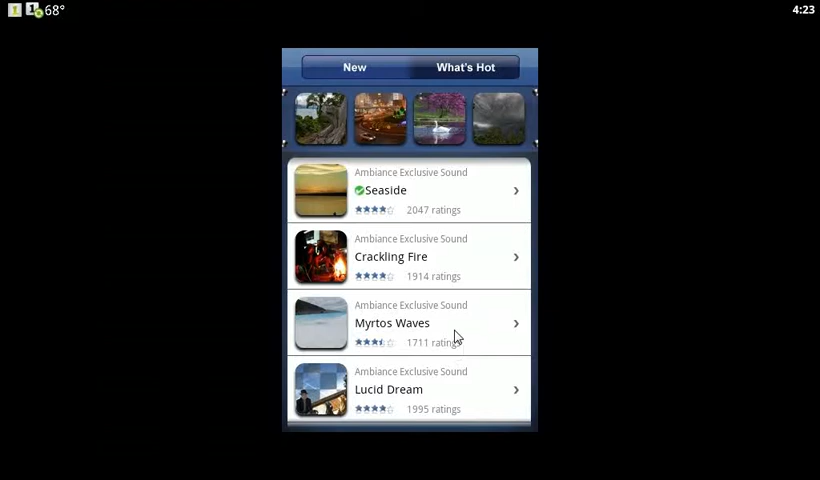 68°
4:23
New
What's Hot
Ambiance Exclusive Sound
Seaside
2047 ratings
Ambiance Exclusive Sound
Crackling Fire
1914 ratings
Ambiance Exclusive Sound
Myrtos Waves
1711 ratings
Ambiance Exclusive Sound
Lucid Dream
1995 ratings